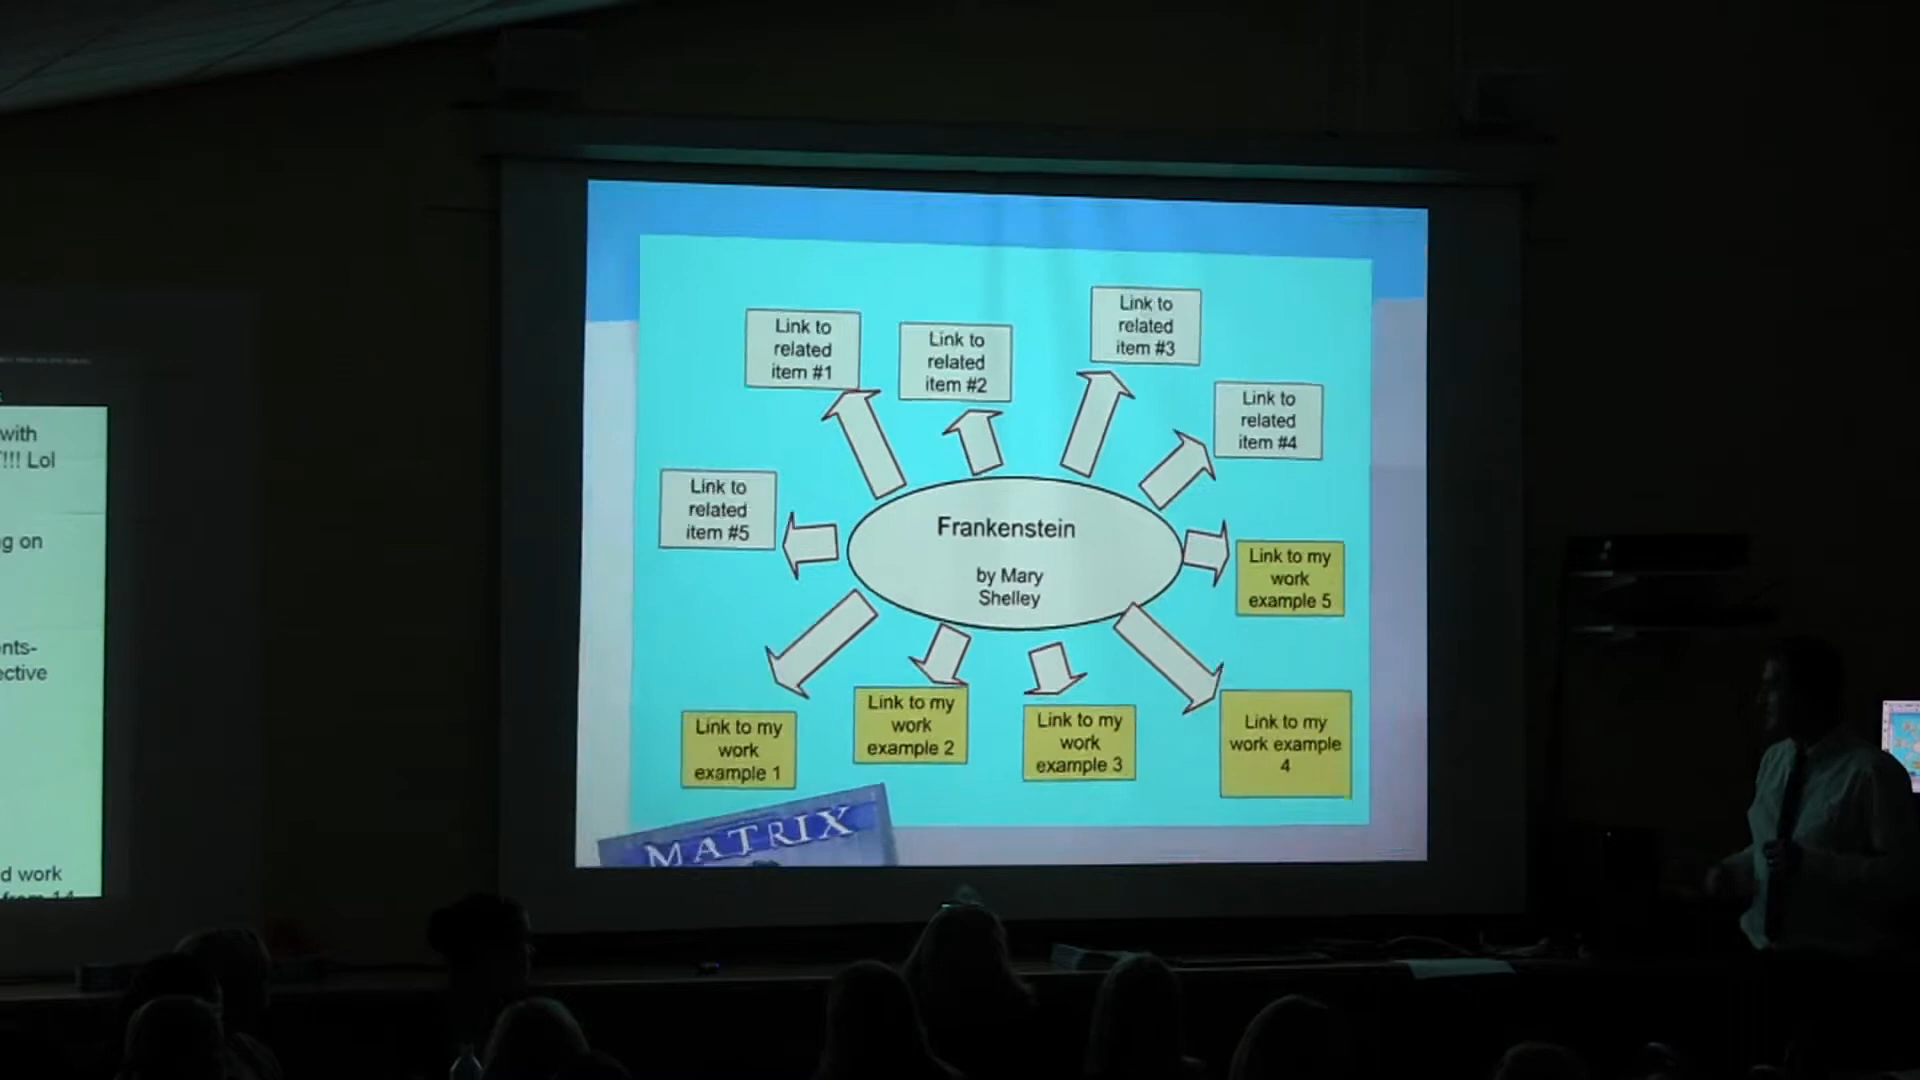 with
!!! Lol
g on
nts-
ective
d work
from 14
Link to
related
item #1
Link to
related
item #2
Link to
related
item #3
Link to
related
item #4
Link to
related
item #5
Frankenstein
by Mary
Shelley
Link to my
work
example 5
Link to my
work
example 1
Link to my
work
example 2
Link to my
work
example 3
Link to my
work example
4
MATRIX